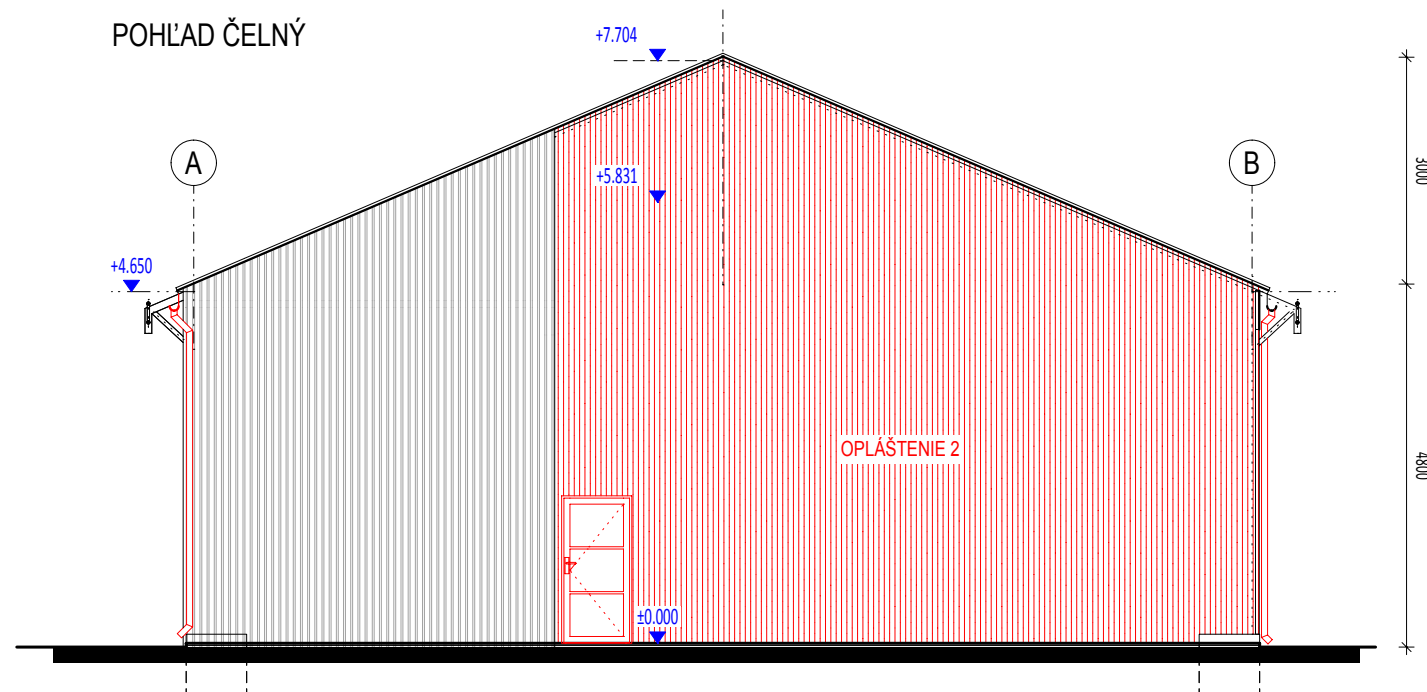 POHĽAD ČELNÝ
+7.704
A
B
+5.831
3000
+4.650
OPLÁŠTENIE 2
4800
±0.000